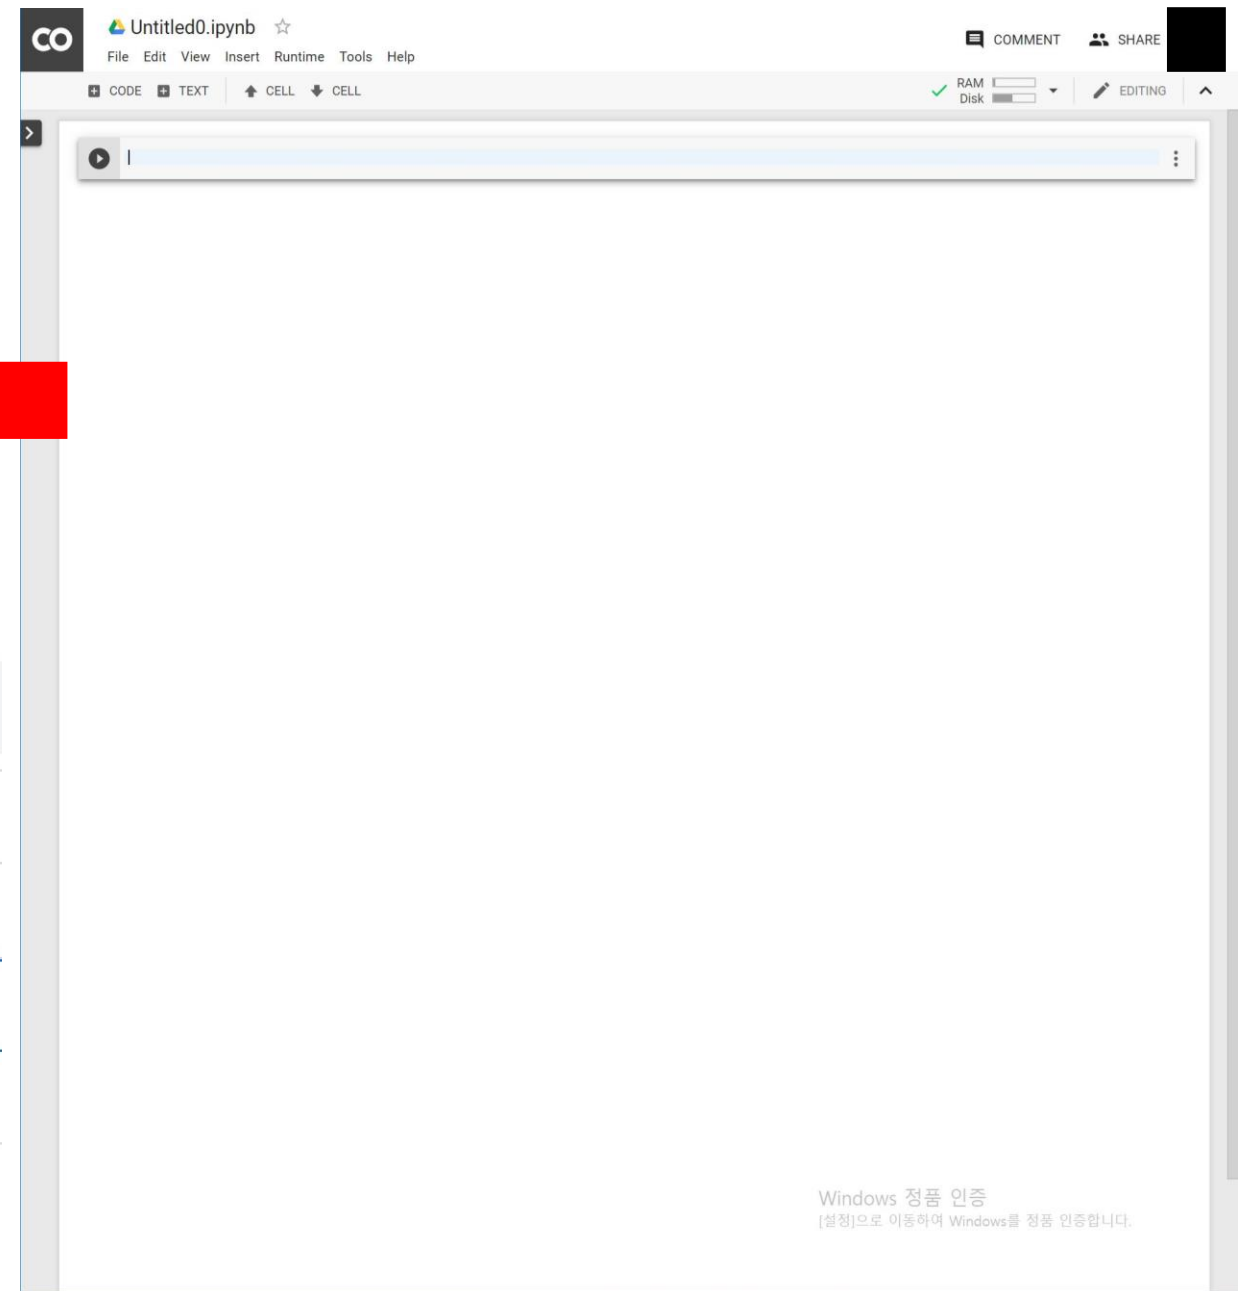 CO
Untitled0.ipynb
File Edit View Insert Runtime Tools Help
COMMENT SHARE
CODE TEXT CELL CELL
RAM
Disk
EDITING
Windows 정품 인증
[설정]으로 이동하여 Windows를 정품 인증합니다.